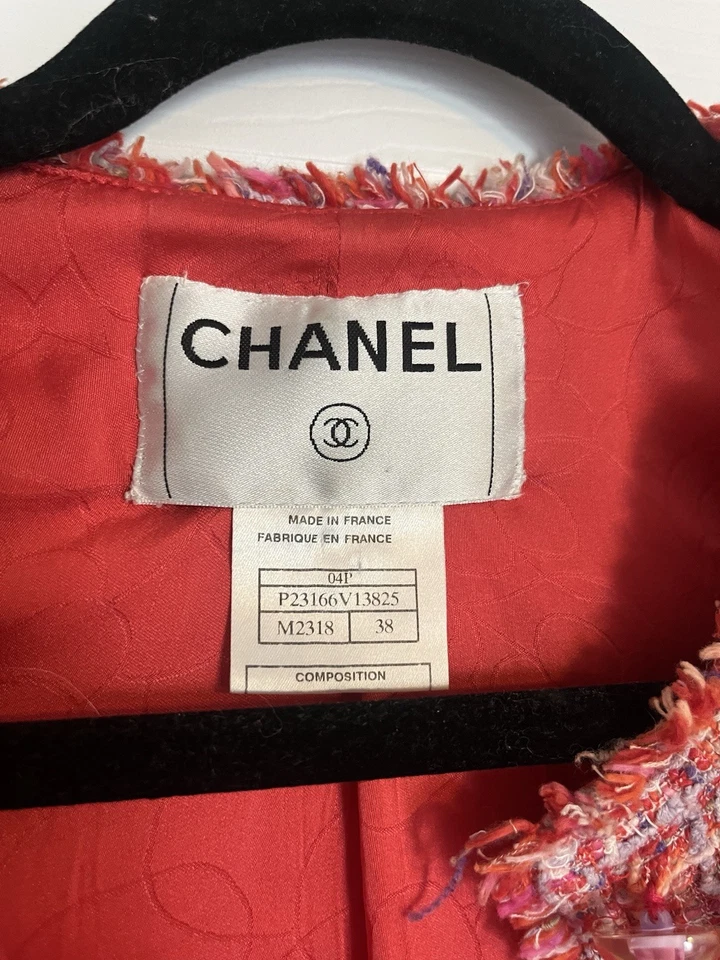 CHANEL
MADE IN FRANCE
FABRIQUE EN FRANCE
04P
P23166V13825
M2318 38
COMPOSITION